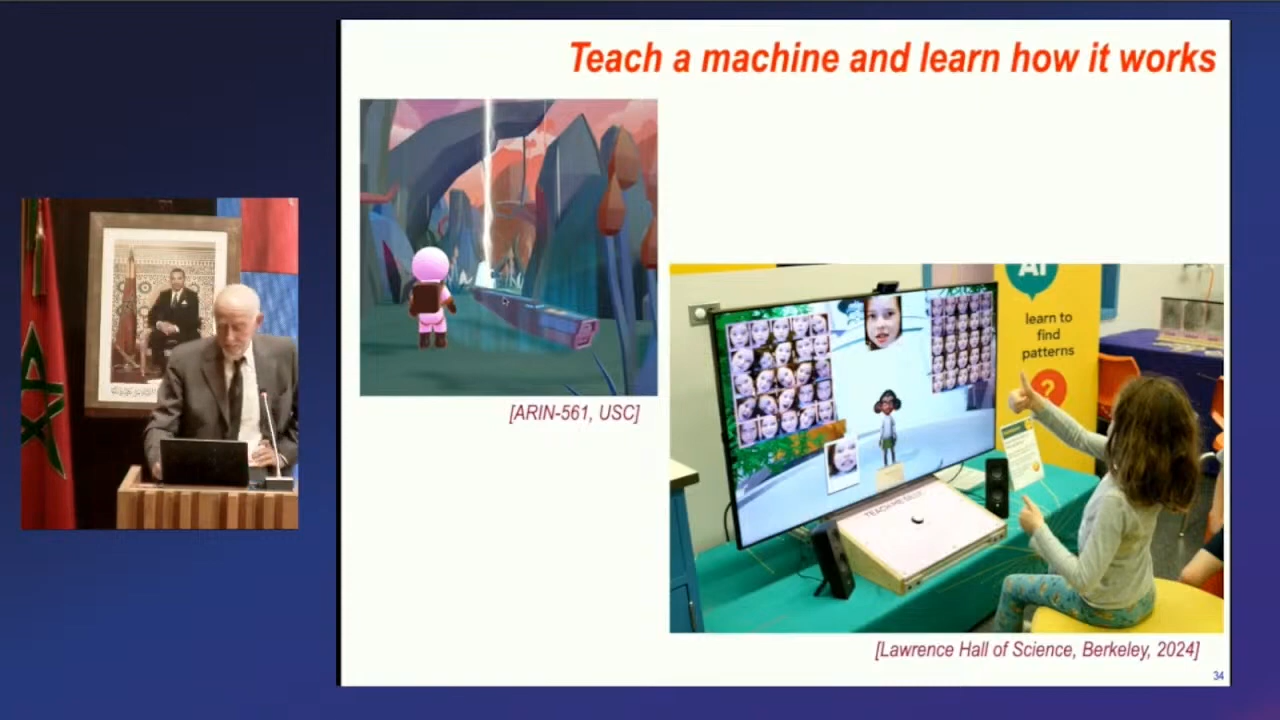 Teach a machine and learn how it works
[ARIN-561, USC]
AI
learn to
find
patterns
?
[Lawrence Hall of Science, Berkeley, 2024]
34